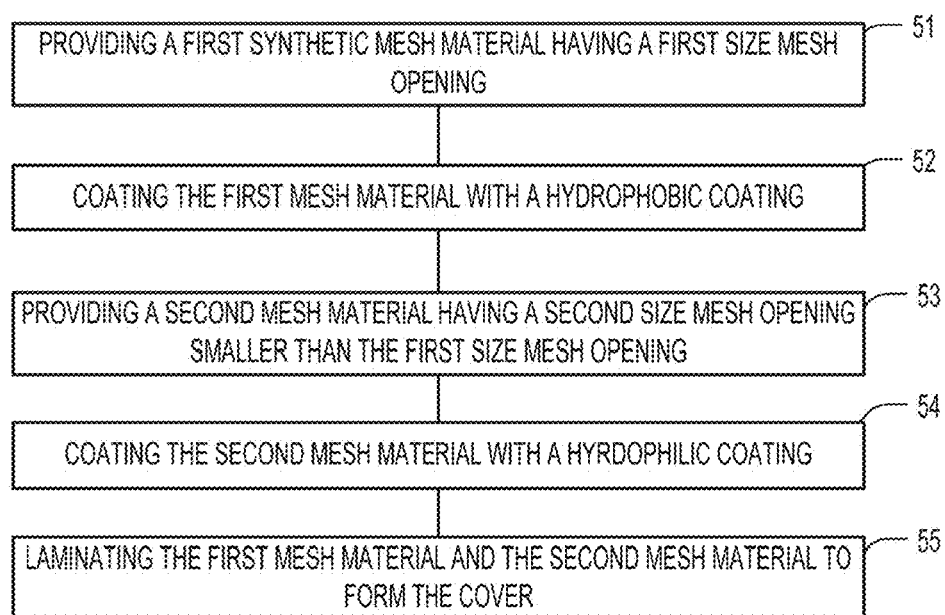 51
PROVIDING A FIRST SYNTHETIC MESH MATERIAL HAVING A FIRST SIZE MESH
OPENING
52
COATING THE FIRST MESH MATERIAL WITH A HYDROPHOBIC COATING
53
PROVIDING A SECOND MESH MATERIAL HAVING A SECOND SIZE MESH OPENING
SMALLER THAN THE FIRST SIZE MESH OPENING
54
COATING THE SECOND MESH MATERIAL WITH A HYRDOPHILIC COATING
55
LAMINATING THE FIRST MESH MATERIAL AND THE SECOND MESH MATERIAL TO
FORM THE COVER